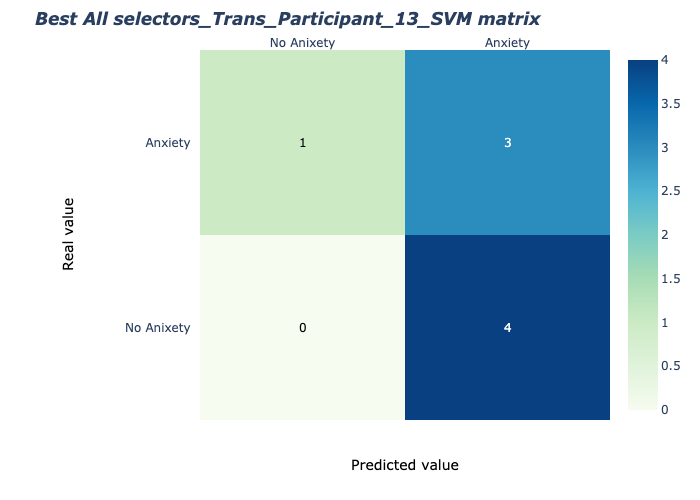 Best All selectors_Trans_Participant_13_SVM matrix
No Anixety
Anxiety
Anxiety
1
3
No Anixety
0
4
Real value
Predicted value
4
3.5
3
2.5
2
1.5
1
0.5
0